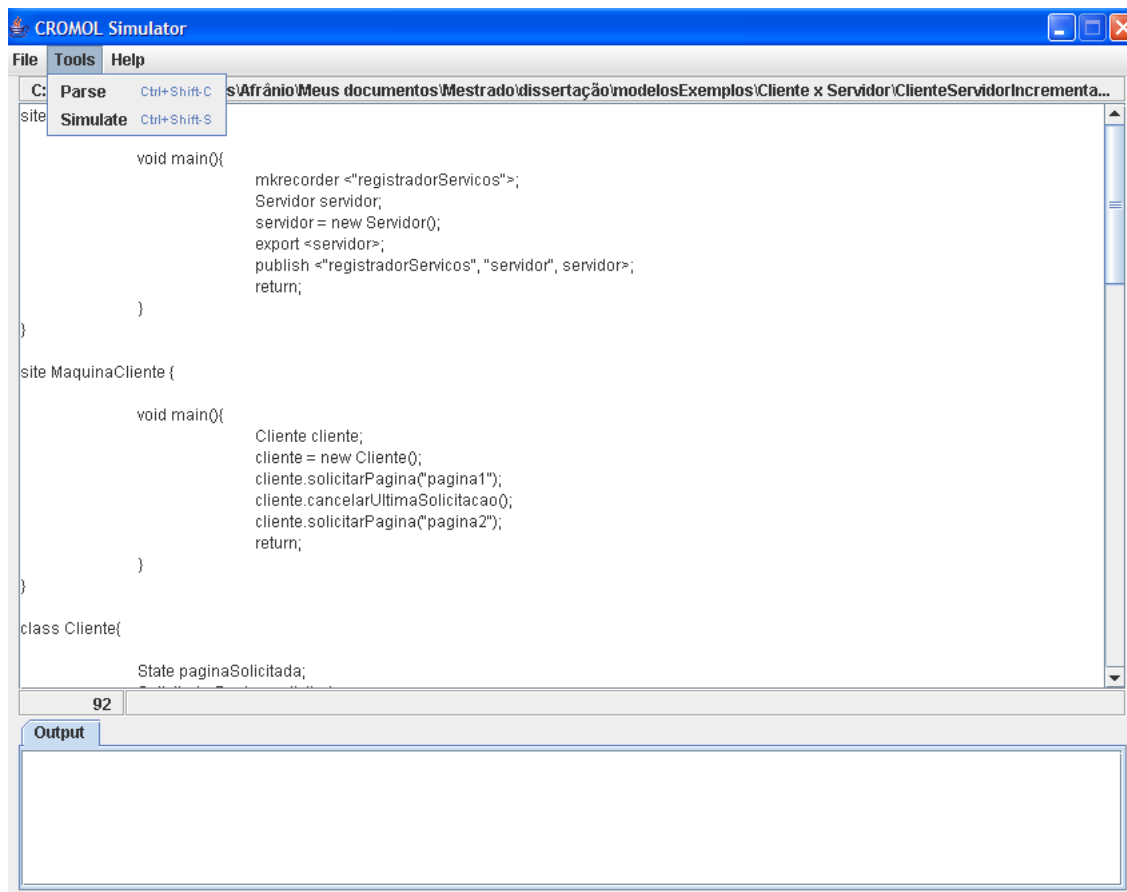 CROMOL Simulator
File Tools Help
C: s\Afrânio\Meus documentos\Mestrado\dissertação\modelosExemplos\Cliente x Servidor\ClienteServidorIncrementa...
Parse Ctrl+Shift-C
Simulate Ctrl+Shift-S
site
void main(){
mkrecorder <"registradorServicos">;
Servidor servidor;
servidor = new Servidor();
export <servidor>;
publish <"registradorServicos", "servidor", servidor>;
return;
}
}
site MaquinaCliente {
void main(){
Cliente cliente;
cliente = new Cliente();
cliente.solicitarPagina("pagina1");
cliente.cancelarUltimaSolicitacao();
cliente.solicitarPagina("pagina2");
return;
}
}
class Cliente{
State paginaSolicitada;
92
Output